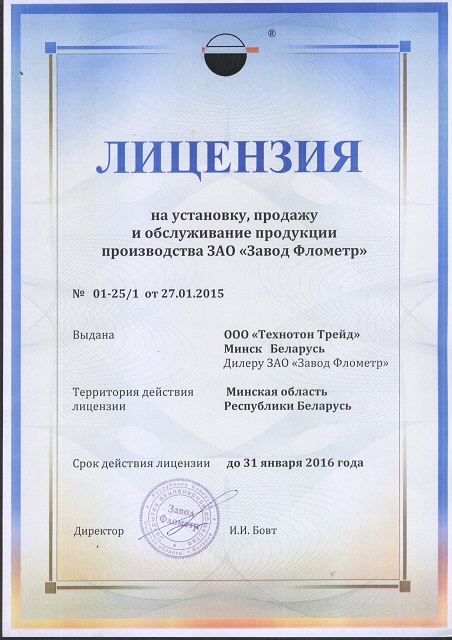 ®
ЛИЦЕНЗИЯ
на установку, продажу
и обслуживание продукции
производства ЗАО «Завод Флометр»
№ 01-25/1 от 27.01.2015
Выдана ООО «Технотон Трейд»
Минск Беларусь
Дилеру ЗАО «Завод Флометр»
Территория действия Минская область
лицензии Республики Беларусь
Срок действия лицензии до 31 января 2016 года
Завод
Флометр
Директор И.И. Бовт